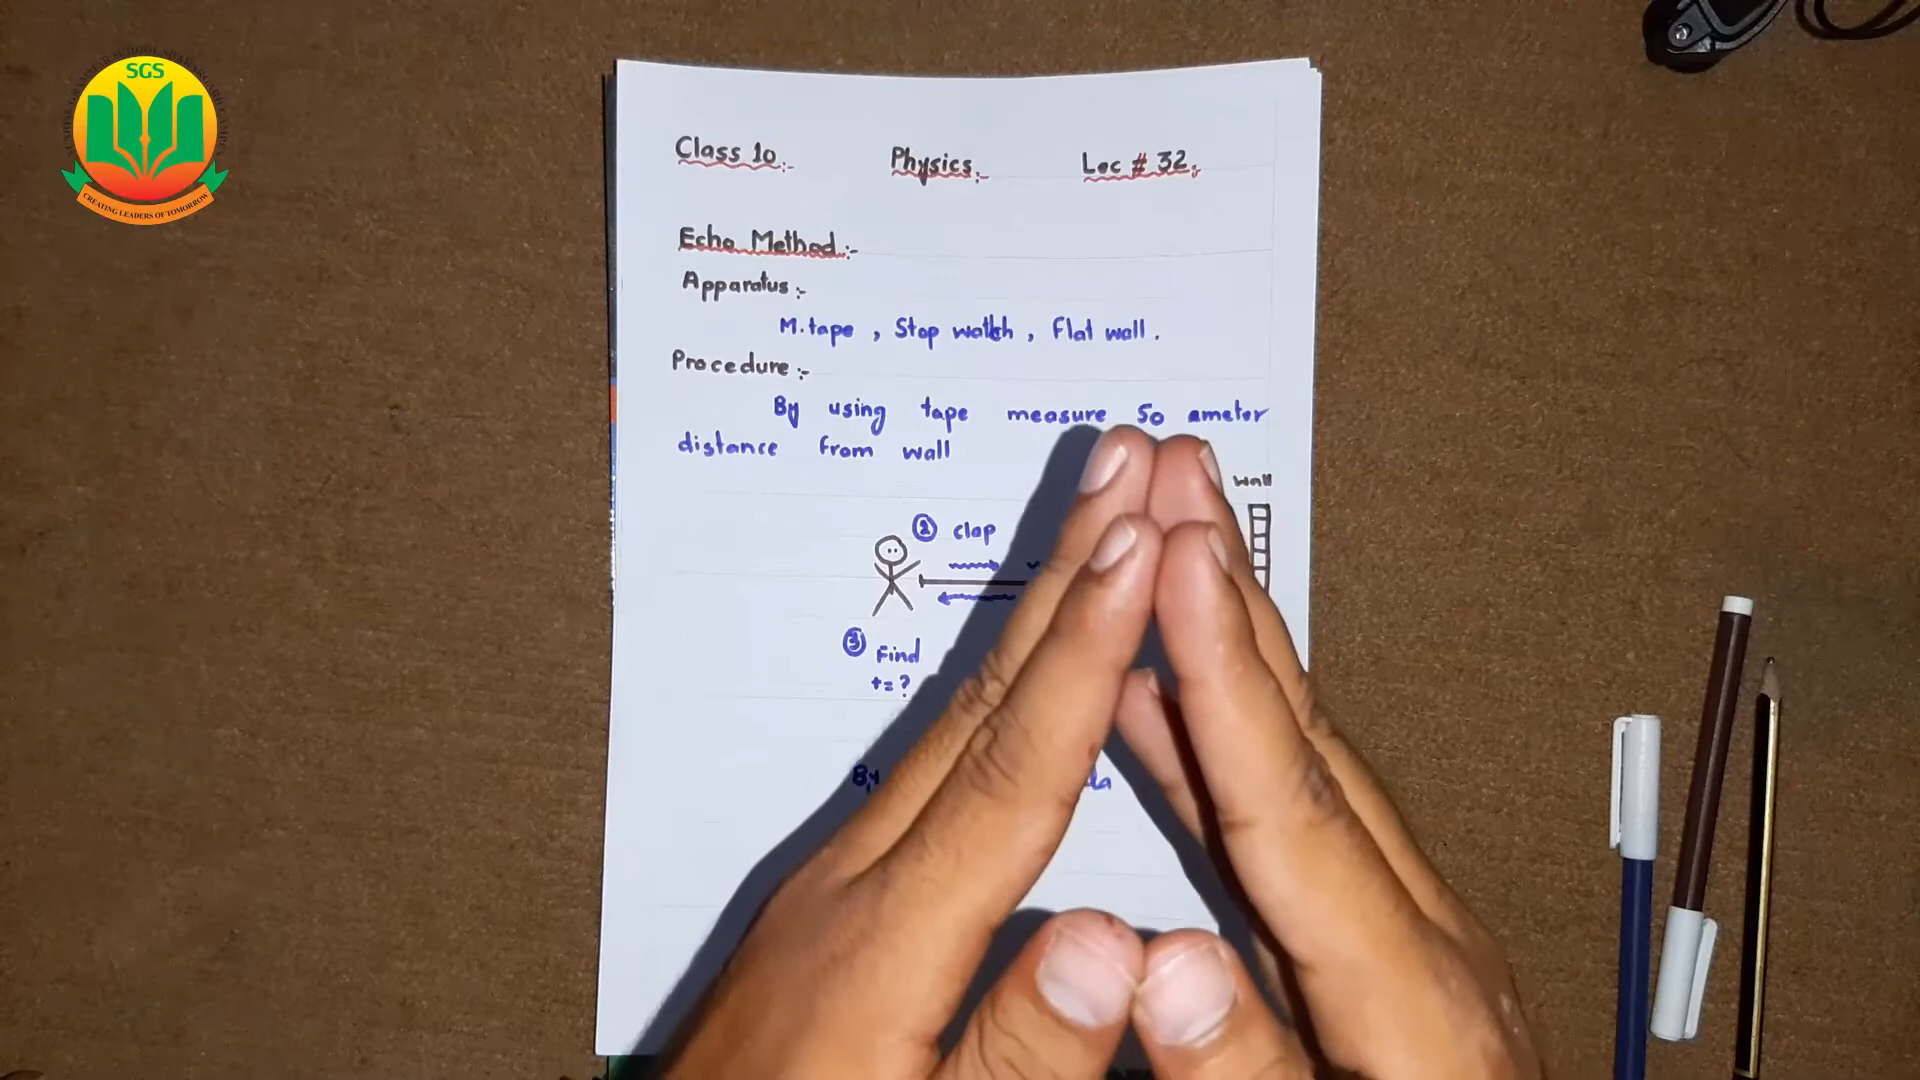 SGS
CREATING LEADERS OF TOMORROW
Class 10:-
Physics:-
Lec # 32:
Echo Method:-
Apparatus:-
M.tape , Stop watch , Flat wall .
Procedure:-
By using tape measure 50 ameter
distance from wall
Wall
② Clap
③ Find
t=?
By